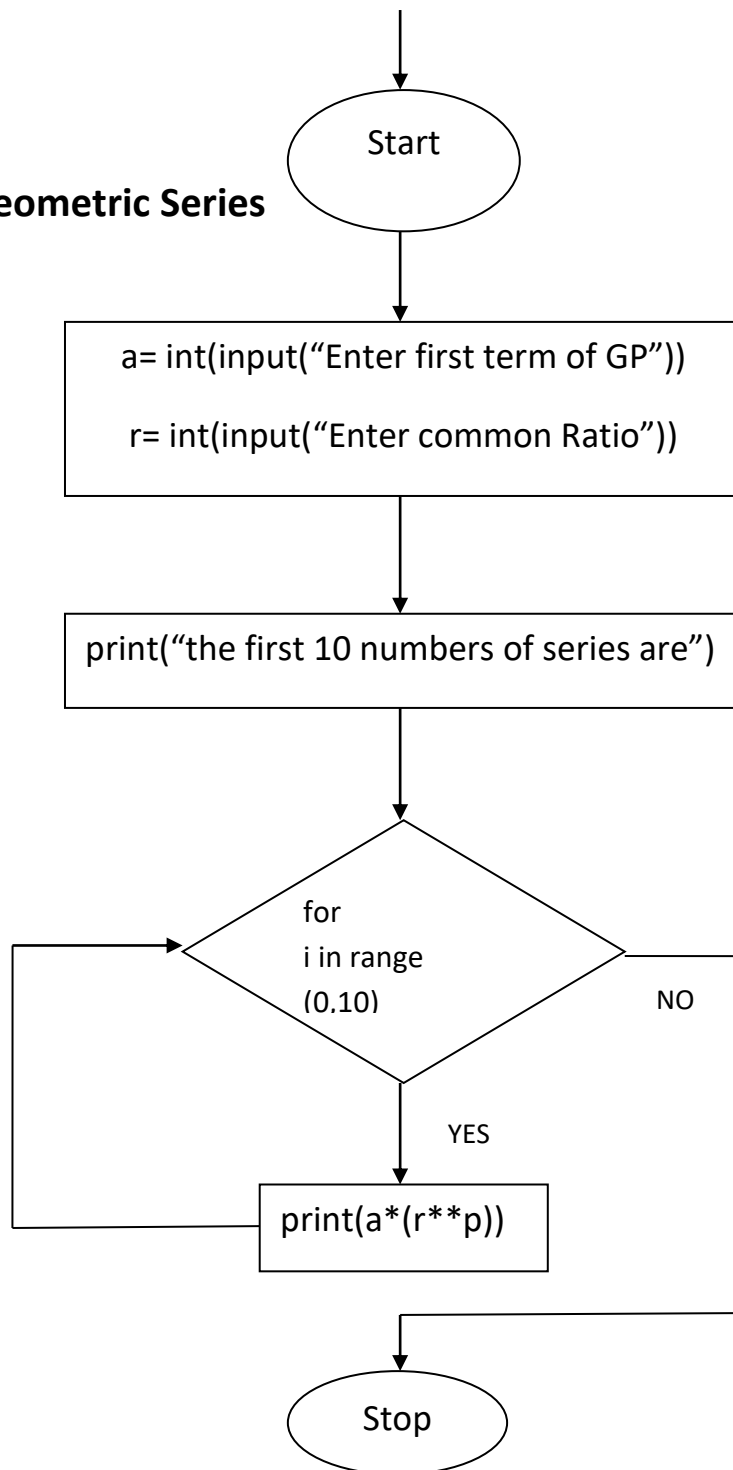 Start
eometric Series
a= int(input(“Enter first term of GP”))
r= int(input(“Enter common Ratio”))
print(“the first 10 numbers of series are”)
for
i in range
(0,10)
NO
YES
print(a*(r**p))
Stop